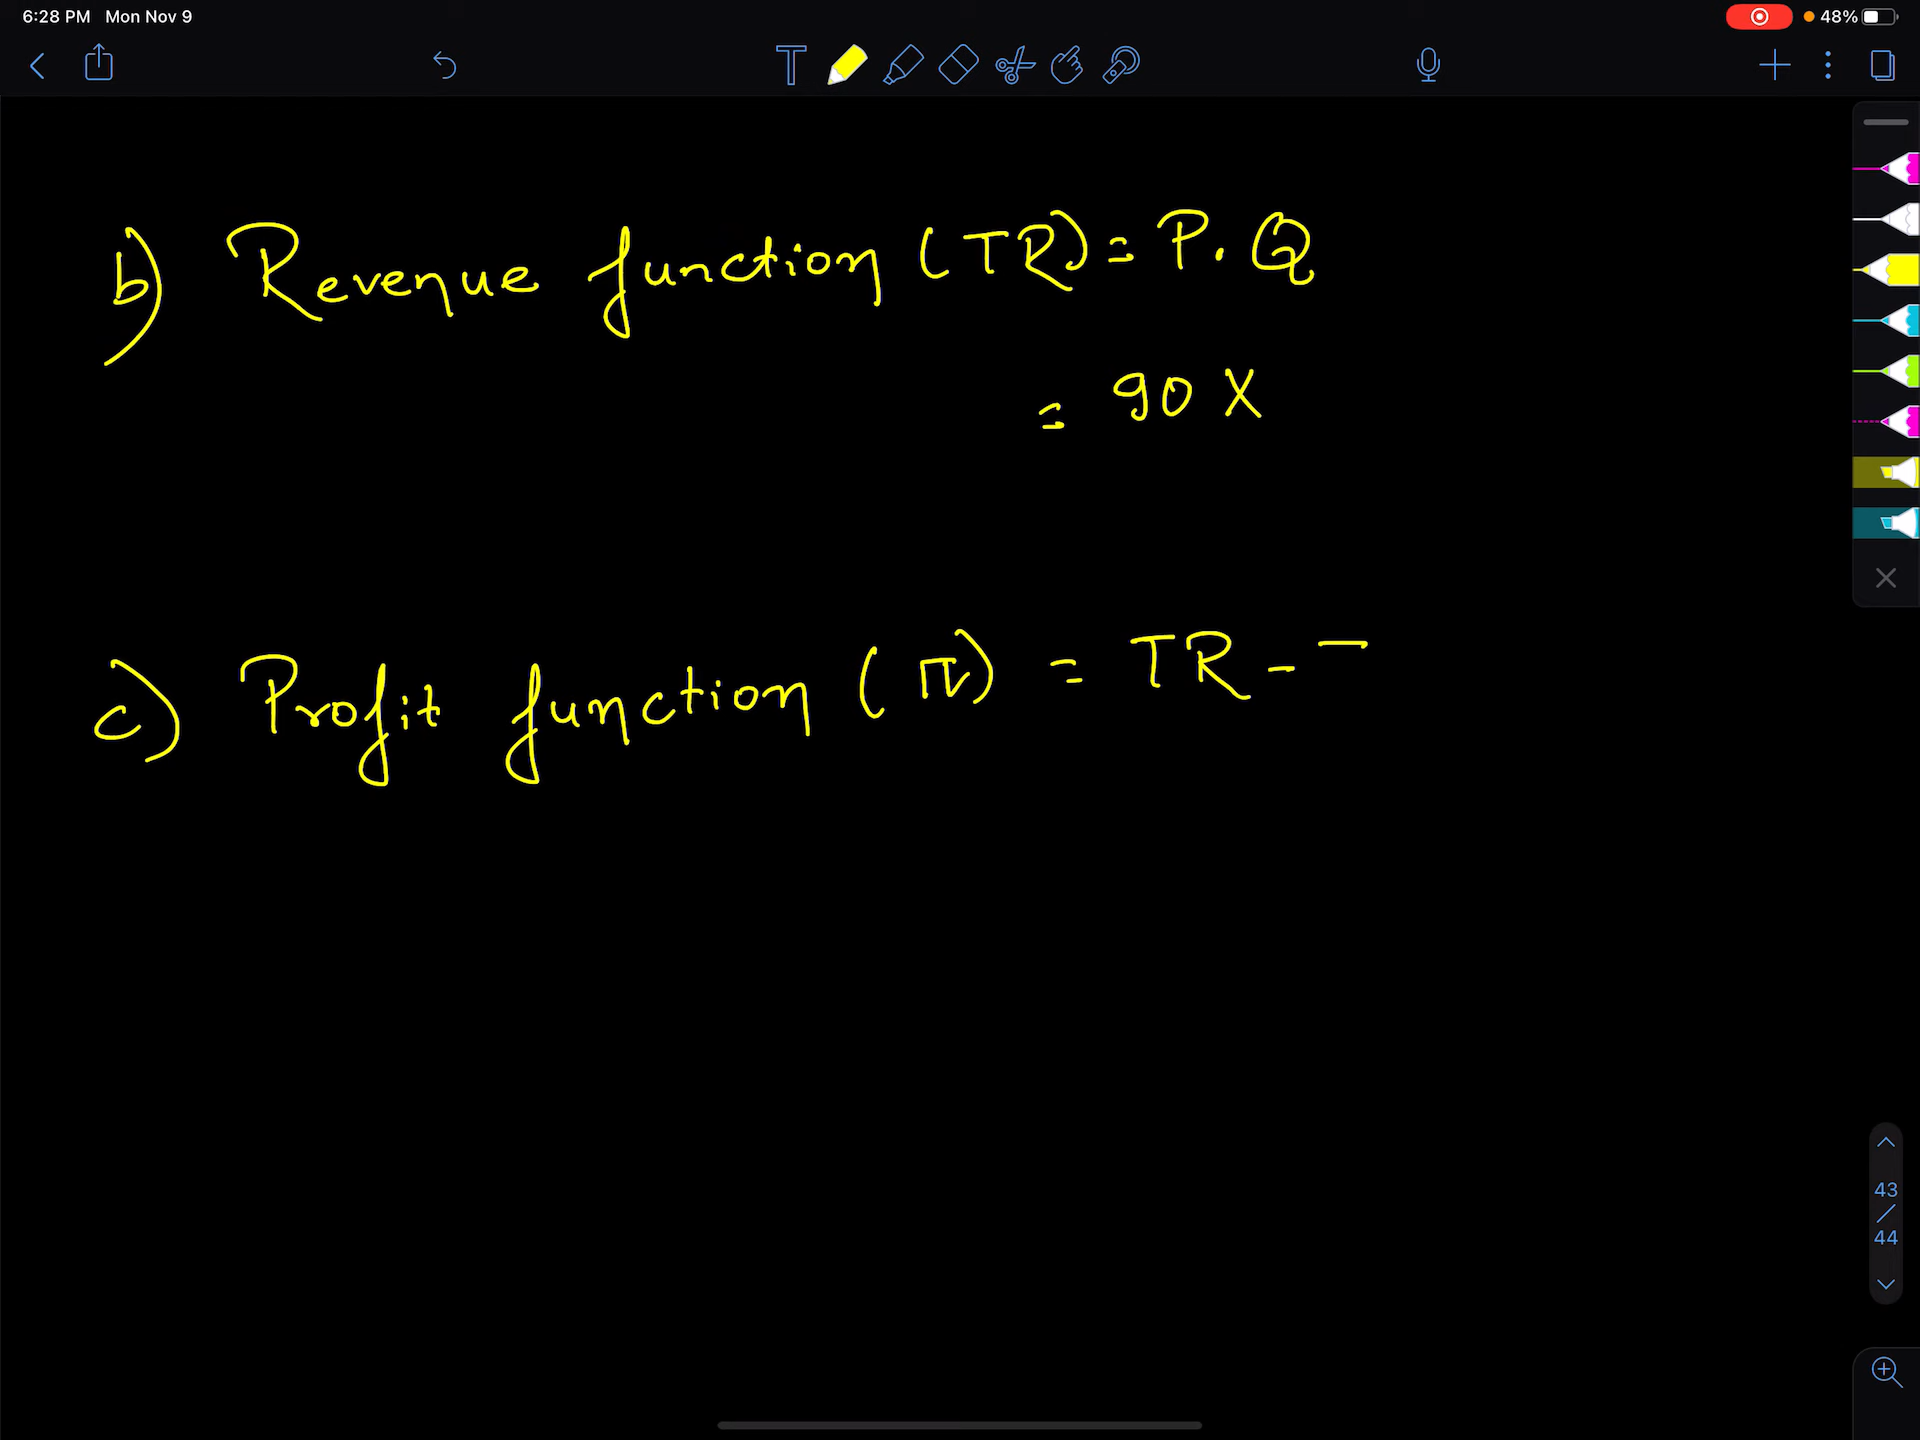 6:28 PM Mon Nov 9
48%
b) Revenue function (TR) = P. Q
= 90 X
c) Profit function (π) = TR -
43
/
44